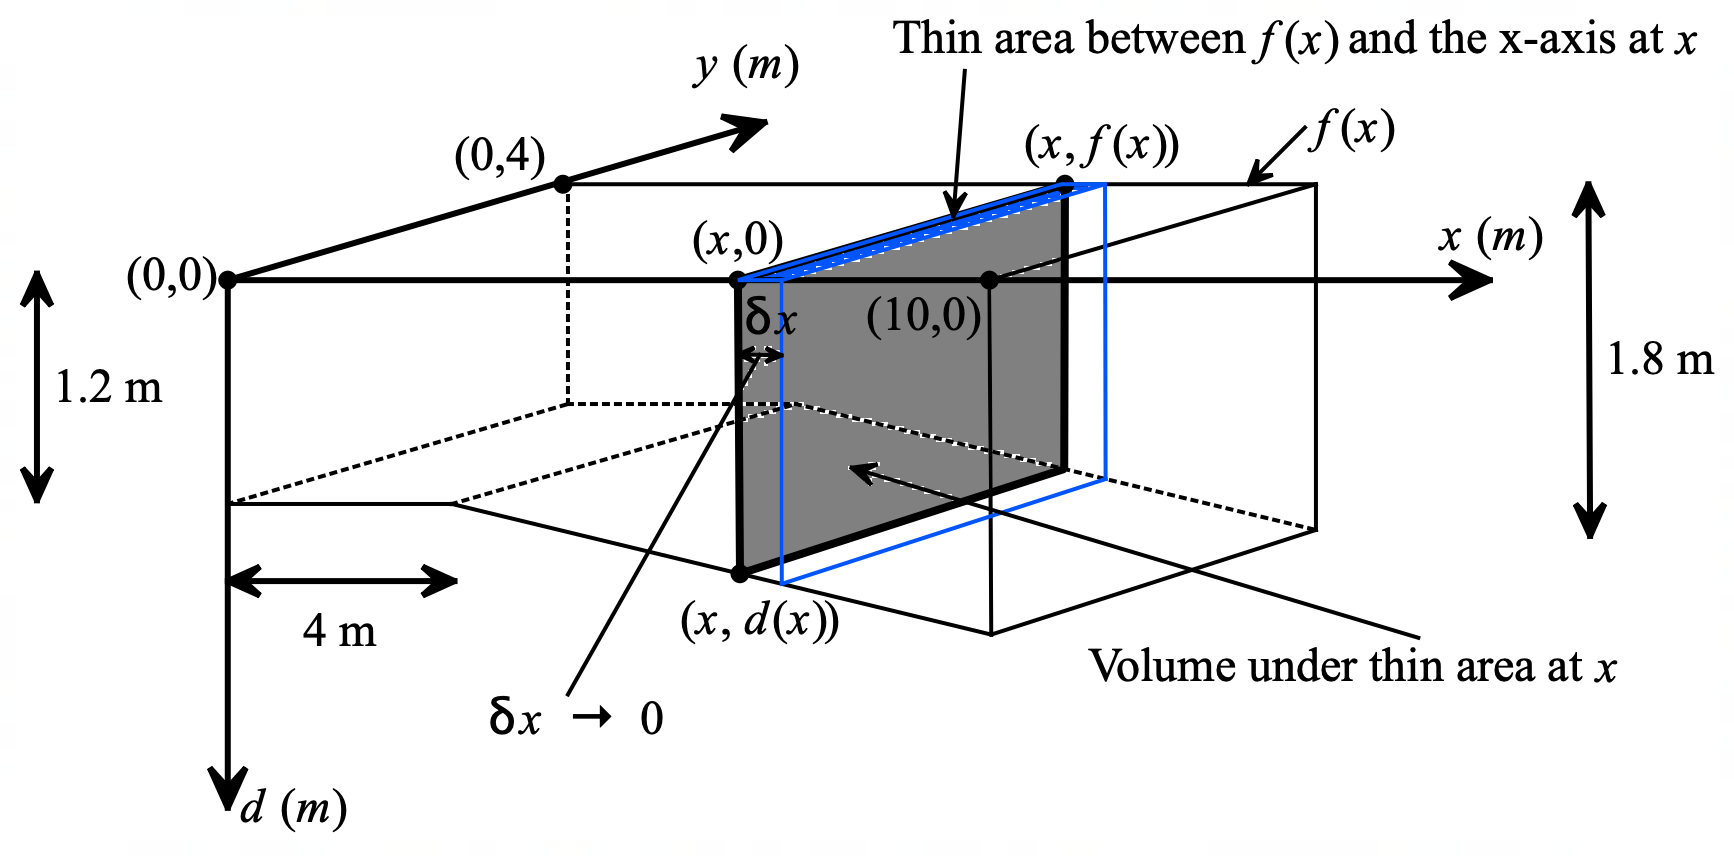 Thin area between f(x) and the x-axis at x
y (m)
(0,4)
(x, f(x))
f(x)
(x,0)
x (m)
(0,0)
δx
(10,0)
1.2 m
1.8 m
4 m
(x, d(x))
Volume under thin area at x
δx → 0
d (m)